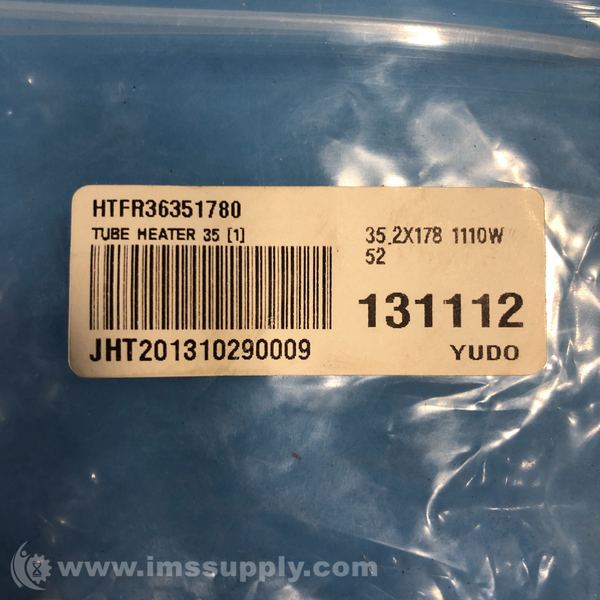 HTFR36351780
TUBE HEATER 35 [1]
35.2X178 1110W
52
131112
JHT201310290009
YUDO
www.imssupply.com